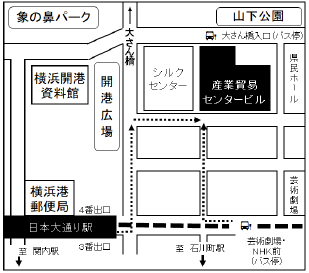 象の鼻パーク
山下公園
大さん橋
大さん橋入口(バス停)
横浜開港
資料館
開港広場
シルク
センター
産業貿易
センタービル
県民ホール
横浜港
郵便局
芸術劇場
4番出口
日本大通り駅
3番出口
至 関内駅
至 石川町駅
芸術劇場・
NHK前
(バス停)